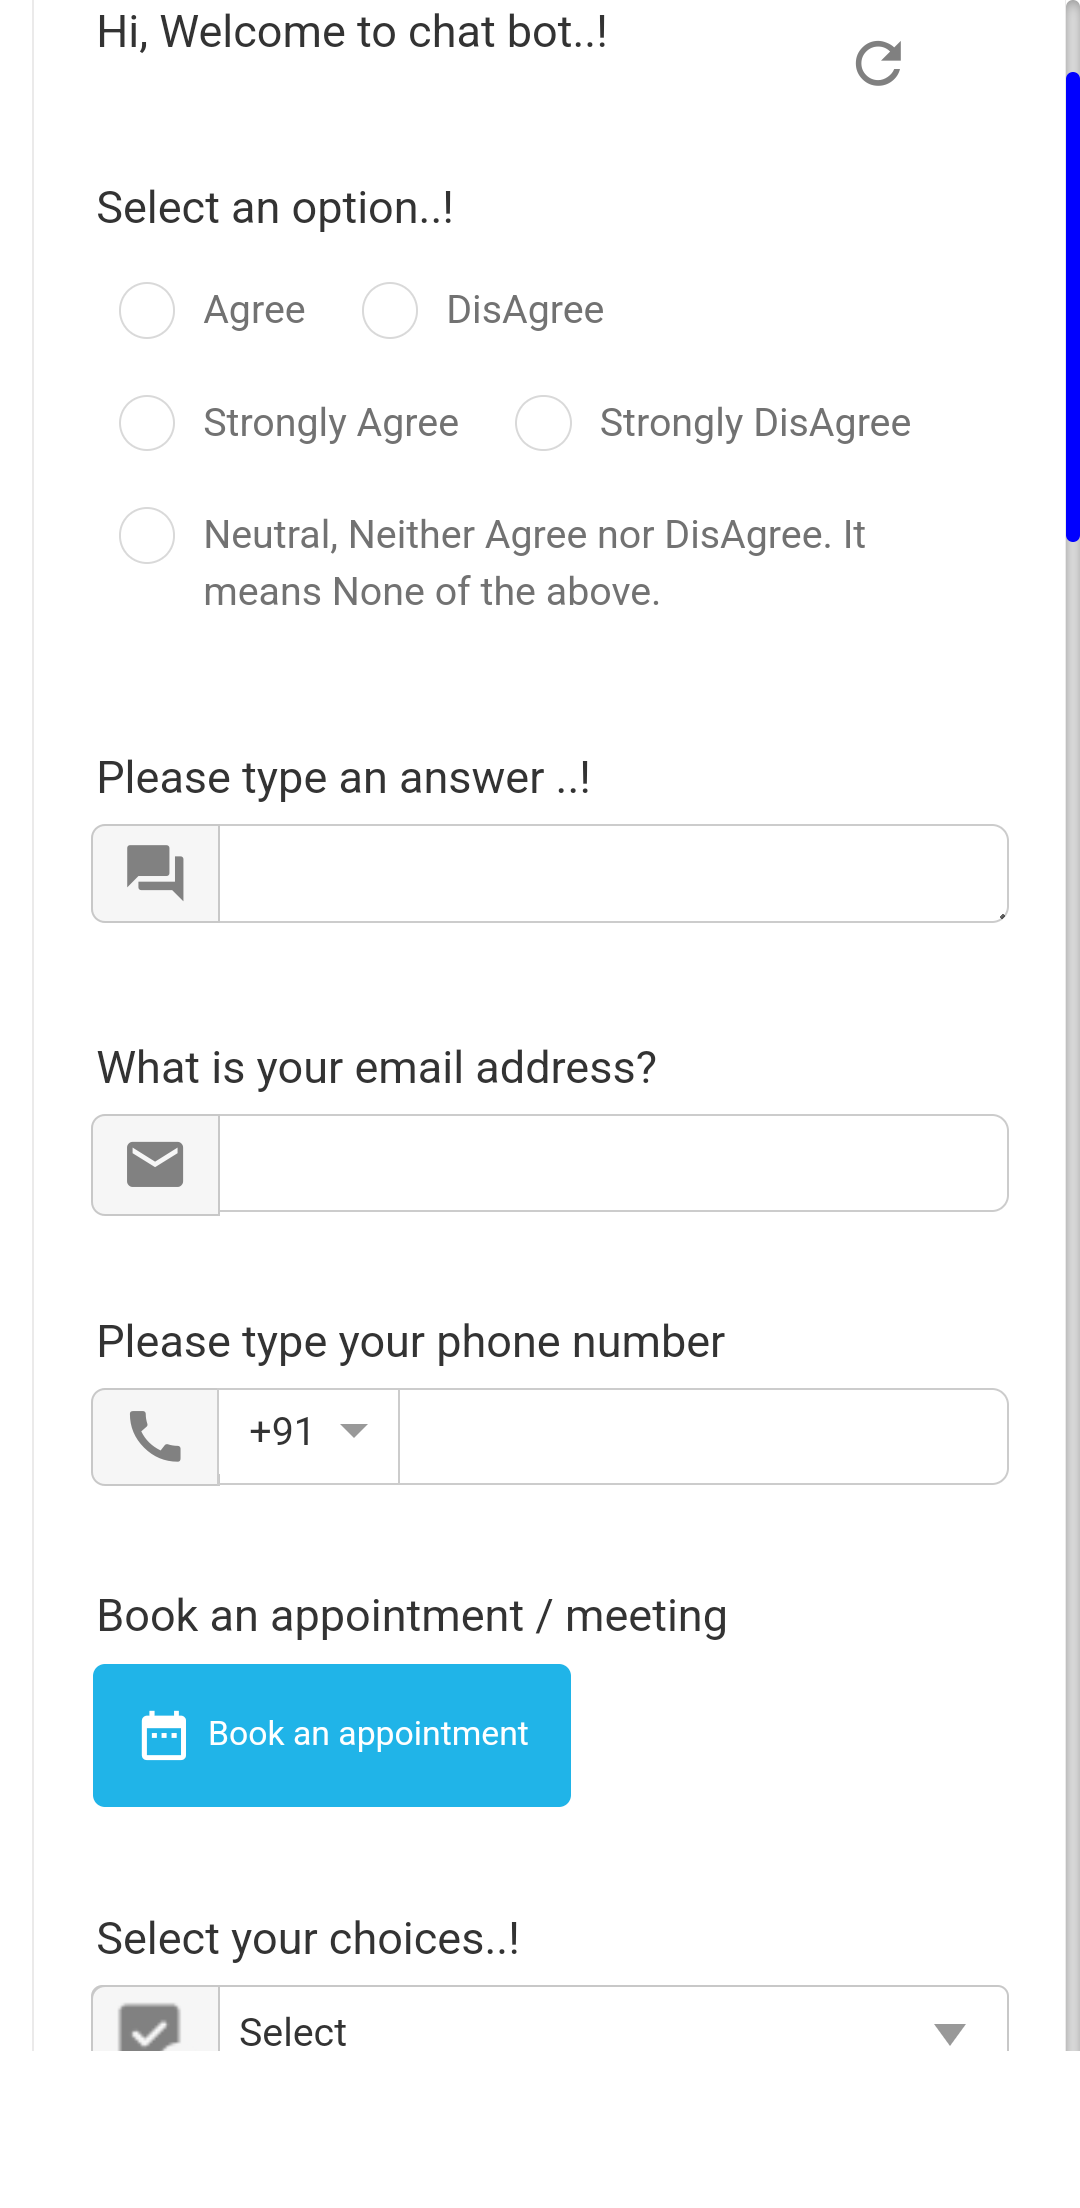 Hi, Welcome to chat bot..!
Select an option..!
Agree DisAgree
Strongly Agree Strongly DisAgree
Neutral, Neither Agree nor DisAgree. It
means None of the above.
Please type an answer ..!
What is your email address?
Please type your phone number
+91
Book an appointment / meeting
Book an appointment
Select your choices..!
Select